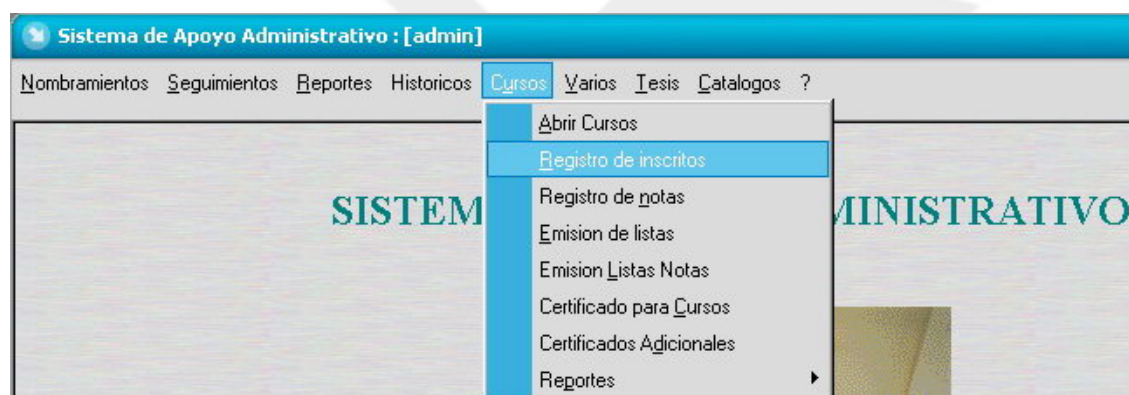 Sistema de Apoyo Administrativo : [admin]
Nombramientos Seguimientos Reportes Historicos Cursos Varios Tesis Catalogos ?
Abrir Cursos
Registro de inscritos
SISTEM MINISTRATIVO
Registro de notas
Emision de listas
Emision Listas Notas
Certificado para Cursos
Certificados Adicionales
Reportes